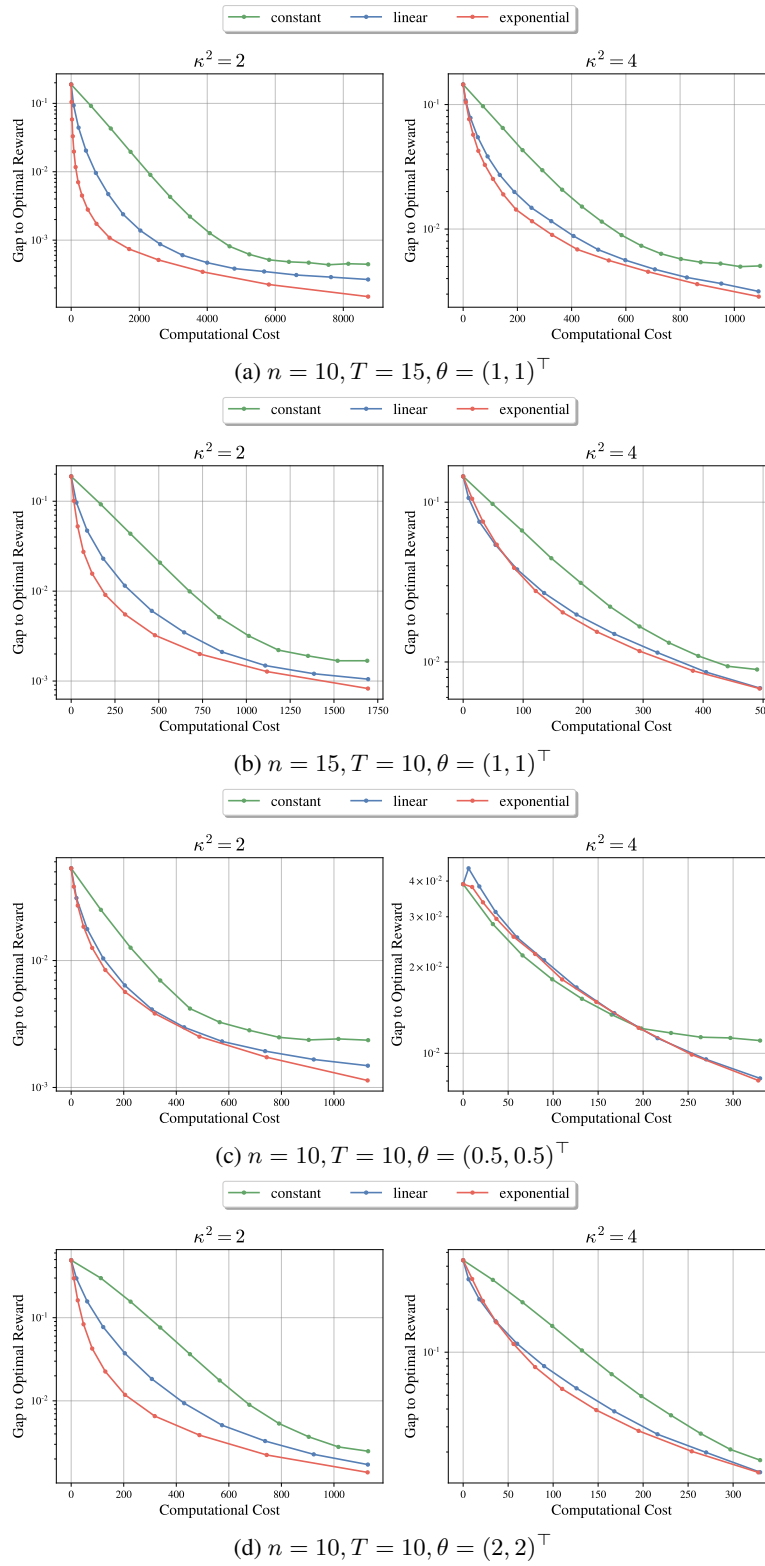 constant linear exponential
κ² = 2 κ² = 4
Gap to Optimal Reward
10⁻¹
10⁻²
10⁻³
0 2000 4000 6000 8000
Computational Cost
Gap to Optimal Reward
10⁻¹
10⁻²
0 200 400 600 800 1000
Computational Cost
(a) n = 10, T = 15, θ = (1, 1)⊤
constant linear exponential
κ² = 2 κ² = 4
Gap to Optimal Reward
10⁻¹
10⁻²
10⁻³
0 250 500 750 1000 1250 1500 1750
Computational Cost
Gap to Optimal Reward
10⁻¹
10⁻²
0 100 200 300 400 500
Computational Cost
(b) n = 15, T = 10, θ = (1, 1)⊤
constant linear exponential
κ² = 2 κ² = 4
Gap to Optimal Reward
10⁻²
10⁻³
0 200 400 600 800 1000
Computational Cost
Gap to Optimal Reward
4 × 10⁻²
3 × 10⁻²
2 × 10⁻²
10⁻²
0 50 100 150 200 250 300
Computational Cost
(c) n = 10, T = 10, θ = (0.5, 0.5)⊤
constant linear exponential
κ² = 2 κ² = 4
Gap to Optimal Reward
10⁻¹
10⁻²
0 200 400 600 800 1000
Computational Cost
Gap to Optimal Reward
10⁻¹
0 50 100 150 200 250 300
Computational Cost
(d) n = 10, T = 10, θ = (2, 2)⊤